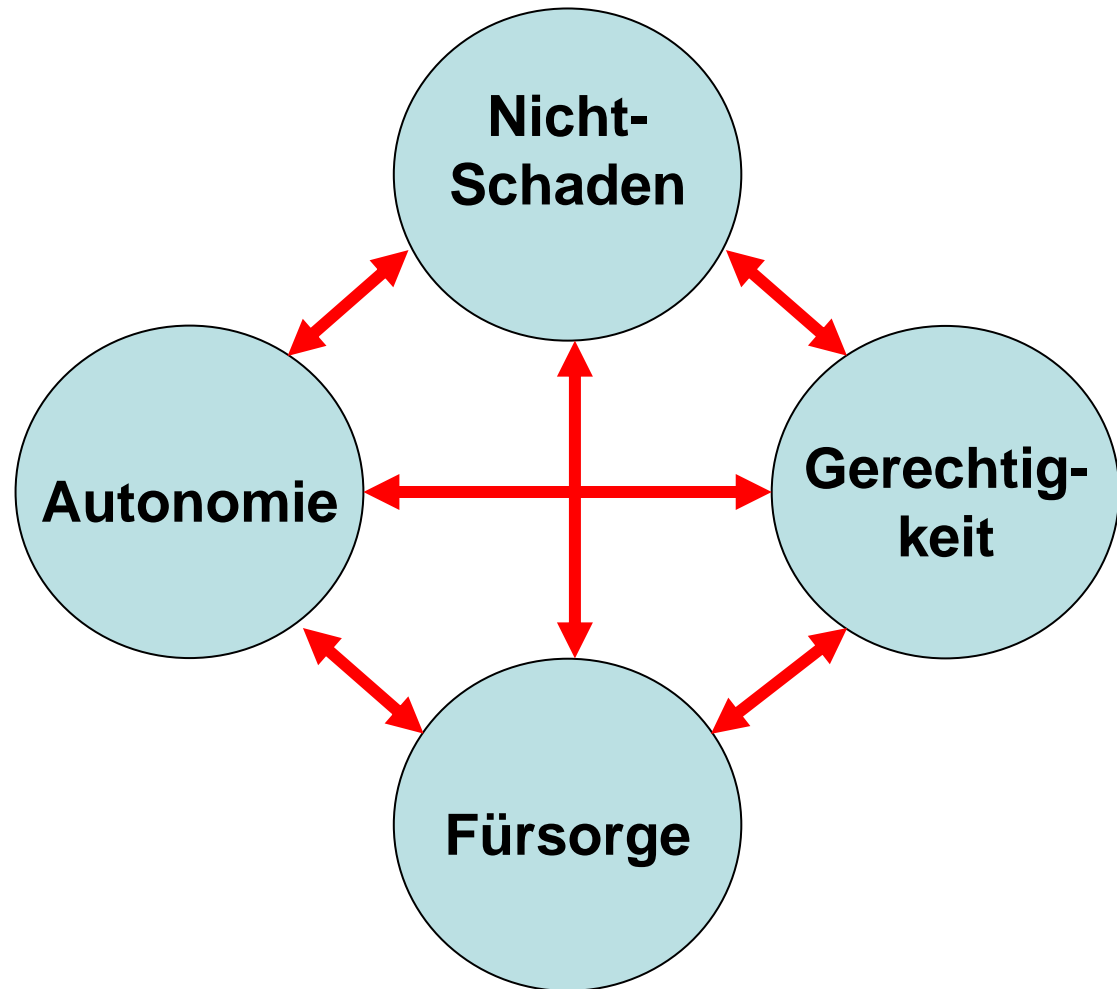 Nicht-
Schaden
Autonomie
Gerechtig-
keit
Fürsorge